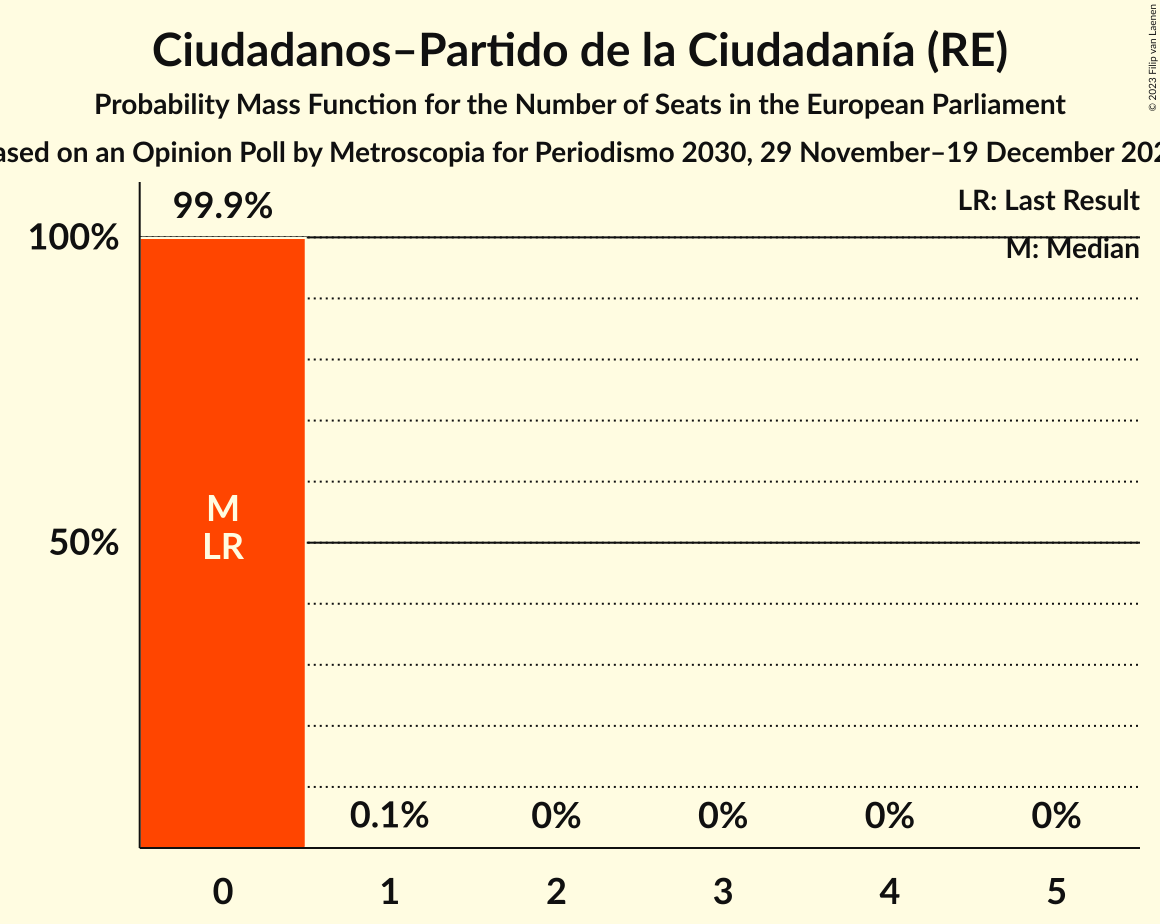 Ciudadanos–Partido de la Ciudadanía (RE)
Probability Mass Function for the Number of Seats in the European Parliament
on an Opinion Poll by Metroscopia for Periodismo 2030, 29 November–19 December
© 2023 Filip van Laenen
99.9%
LR: Last Result
100%
M: Median
M
50%
LR
0.1% 0% 0% 0% 0%
0 1 2 3 4 5